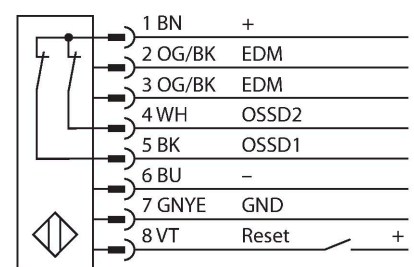 1 BN +
2 OG/BK EDM
3 OG/BK EDM
4 WH OSSD2
5 BK OSSD1
6 BU –
7 GNYE GND
8 VT Reset +